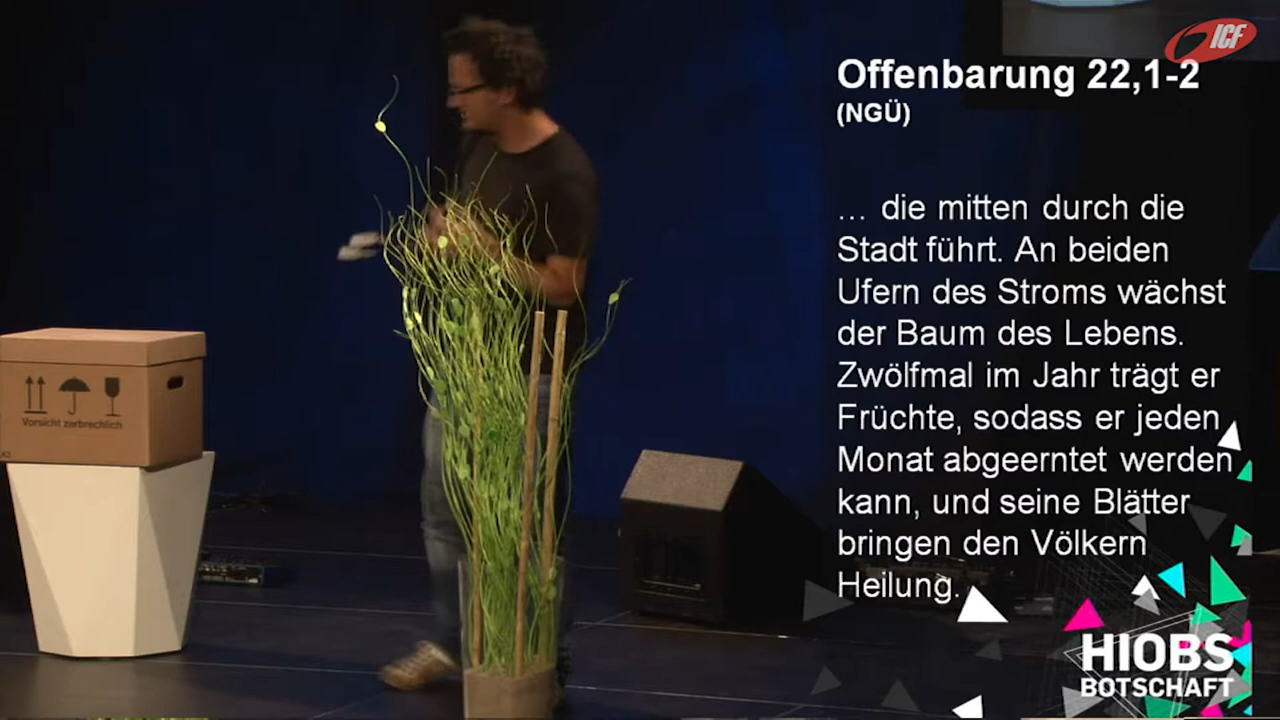 ICF
Offenbarung 22,1-2
(NGÜ)
… die mitten durch die
Stadt führt. An beiden
Ufern des Stroms wächst
der Baum des Lebens.
Zwölfmal im Jahr trägt er
Früchte, sodass er jeden
Monat abgeerntet werden
kann, und seine Blätter
bringen den Völkern
Heilung.
Vorsicht zerbrechlich
HIOBS
BOTSCHAFT